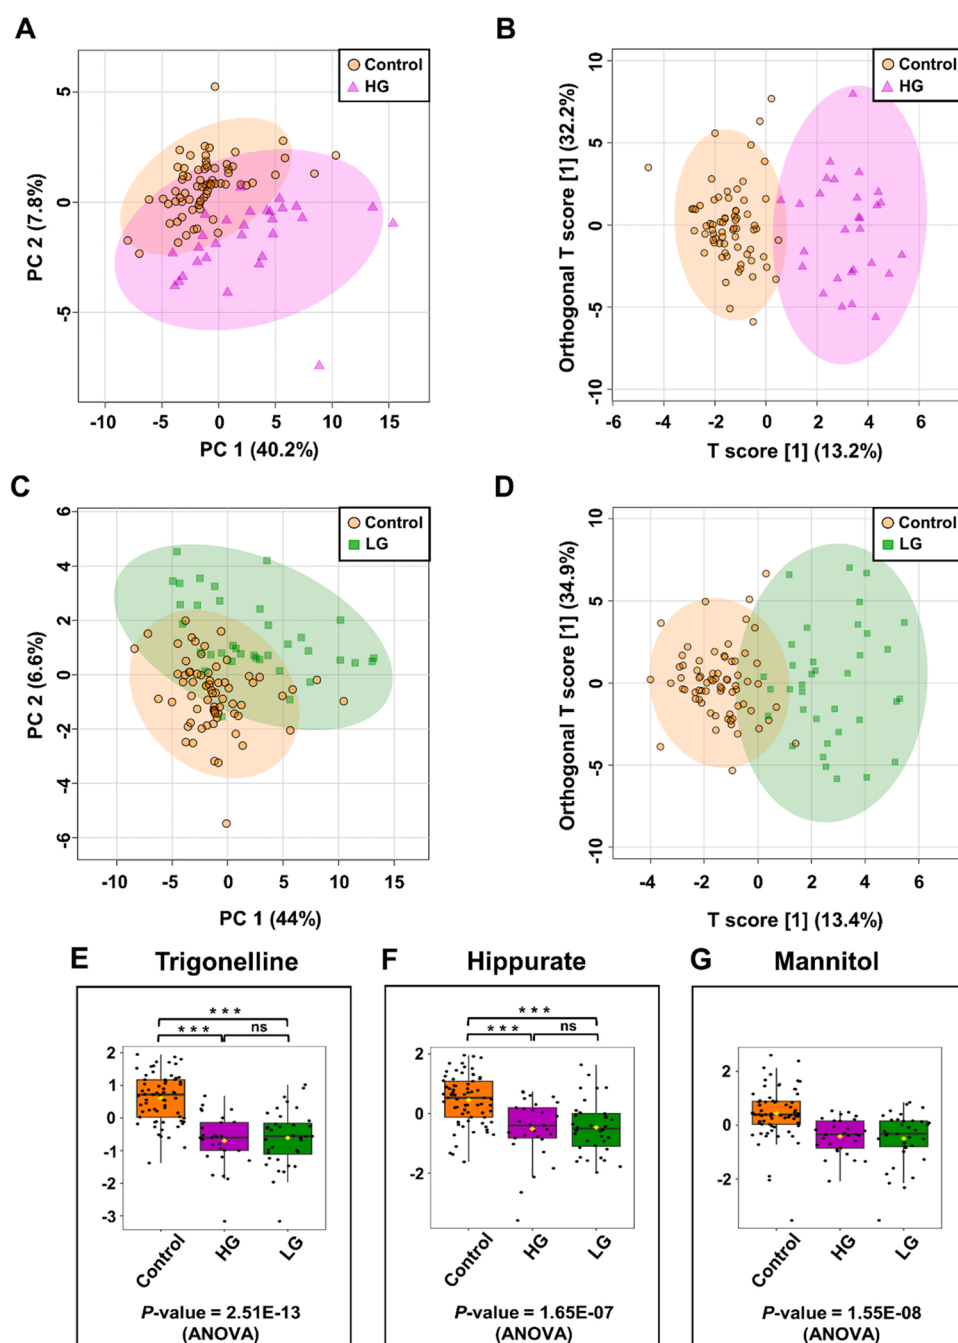 A
Control
HG
PC 2 (7.8%)
5
0
-5
-10
-5
0
5
10
15
PC 1 (40.2%)
B
Control
HG
Orthogonal T score [1] (32.2%)
10
5
0
-5
-10
-6
-4
-2
0
2
4
6
T score [1] (13.2%)
C
Control
LG
PC 2 (6.6%)
6
4
2
0
-2
-4
-6
-10
-5
0
5
10
15
PC 1 (44%)
D
Control
LG
Orthogonal T score [1] (34.9%)
10
5
0
-5
-10
-4
-2
0
2
4
6
T score [1] (13.4%)
E
Trigonelline
***
***
ns
2
1
0
-1
-2
-3
Control
HG
LG
P-value = 2.51E-13
(ANOVA)
F
Hippurate
***
***
ns
2
0
-2
Control
HG
LG
P-value = 1.65E-07
(ANOVA)
G
Mannitol
2
0
-2
Control
HG
LG
P-value = 1.55E-08
(ANOVA)